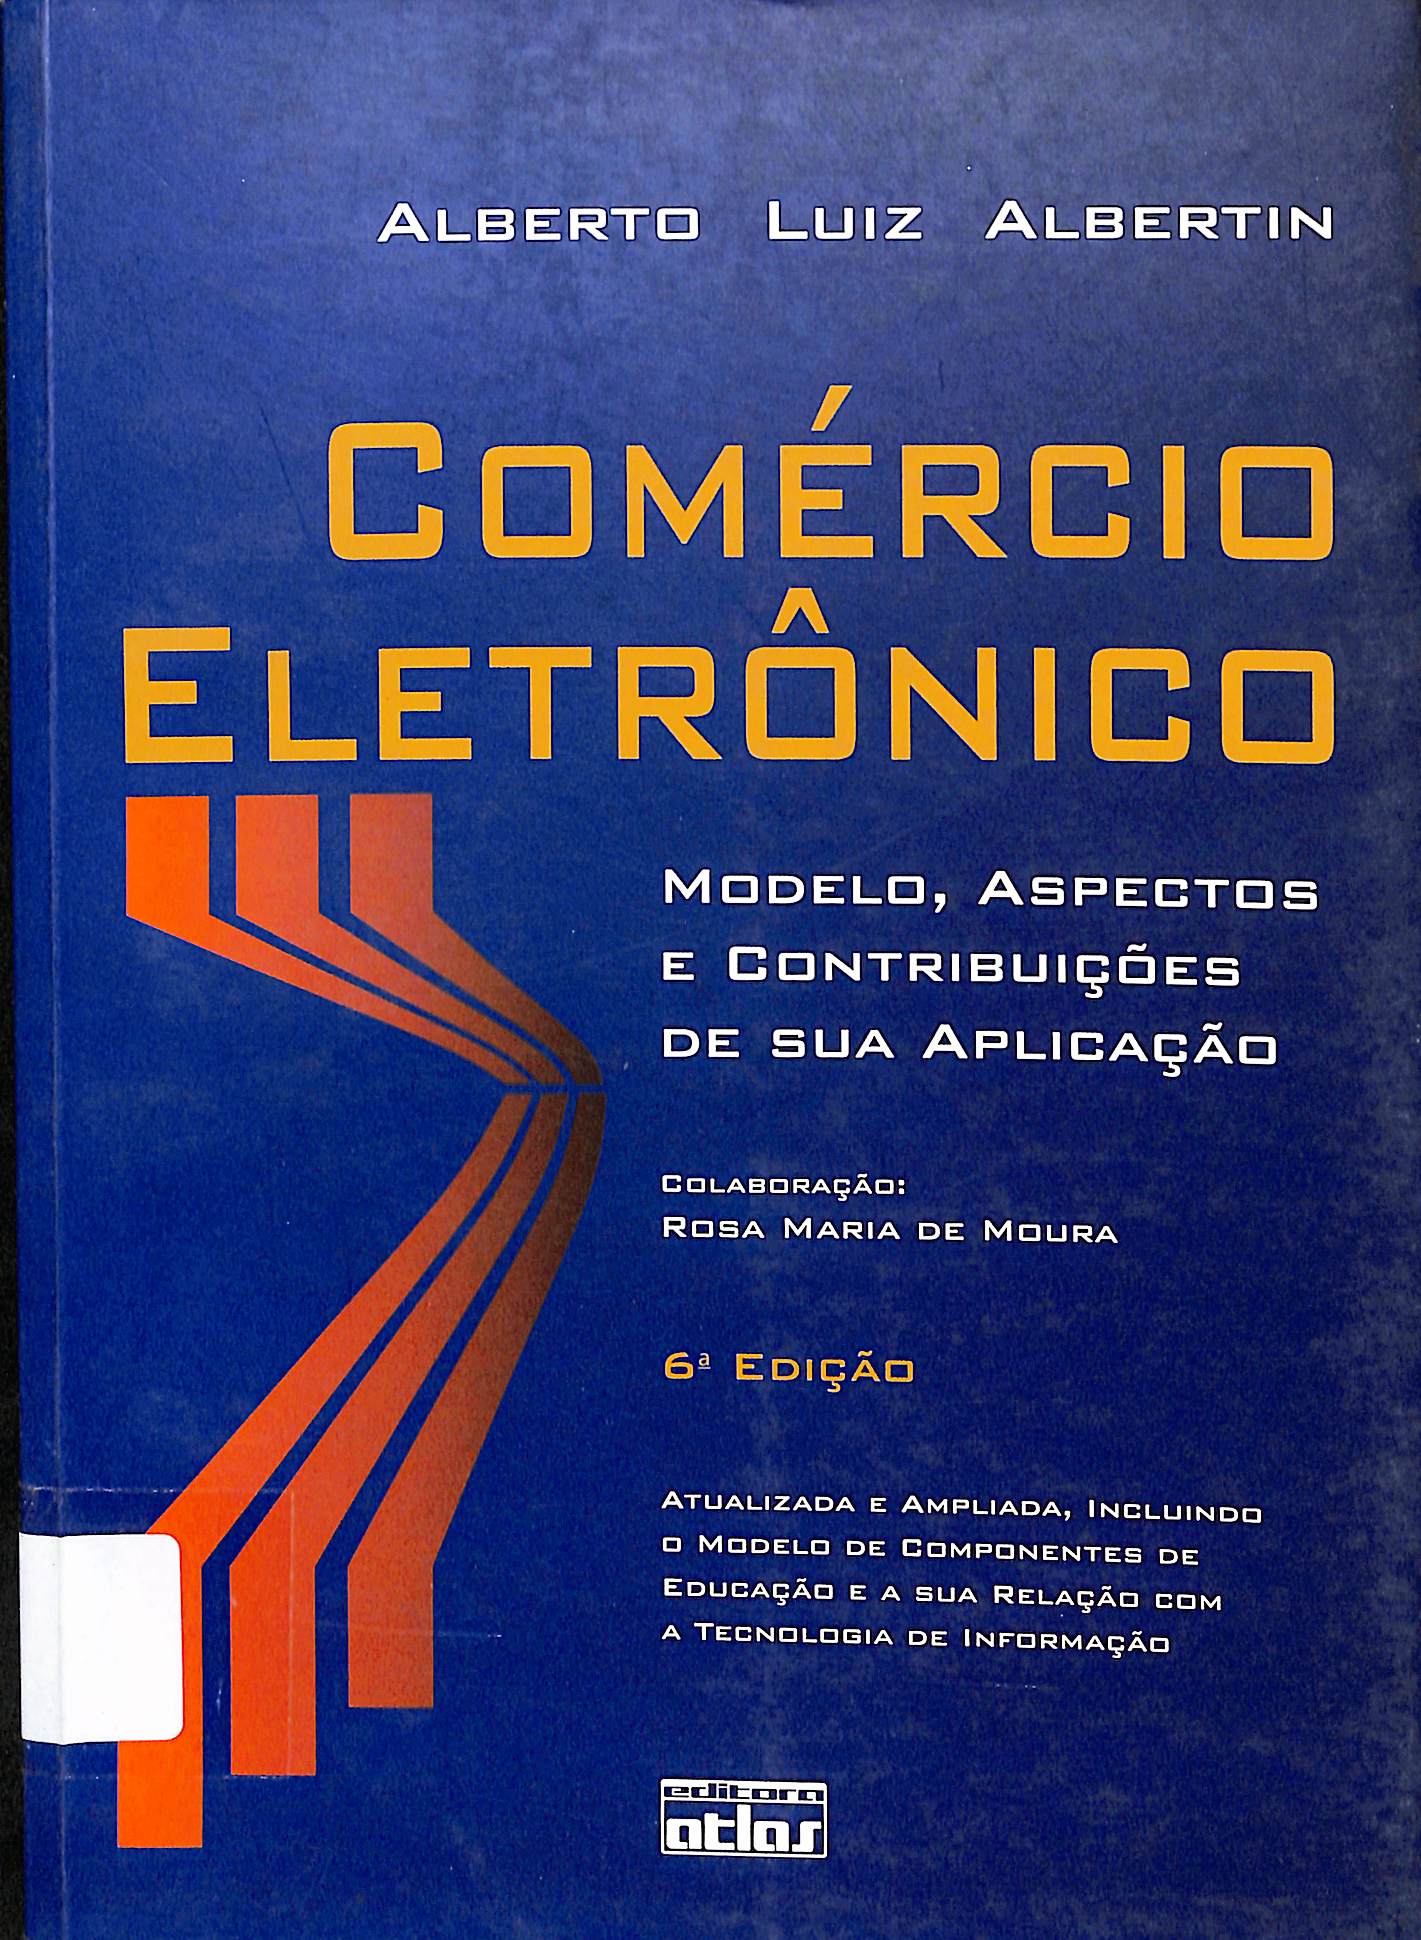 ALBERTO LUIZ ALBERTIN
COMÉRCIO
ELETRÔNICO
MODELO, ASPECTOS
E CONTRIBUIÇÕES
DE SUA APLICAÇÃO
COLABORAÇÃO:
ROSA MARIA DE MOURA
6ª EDIÇÃO
ATUALIZADA E AMPLIADA, INCLUINDO
O MODELO DE COMPONENTES DE
EDUCAÇÃO E A SUA RELAÇÃO COM
A TECNOLOGIA DE INFORMAÇÃO
editora
atlas